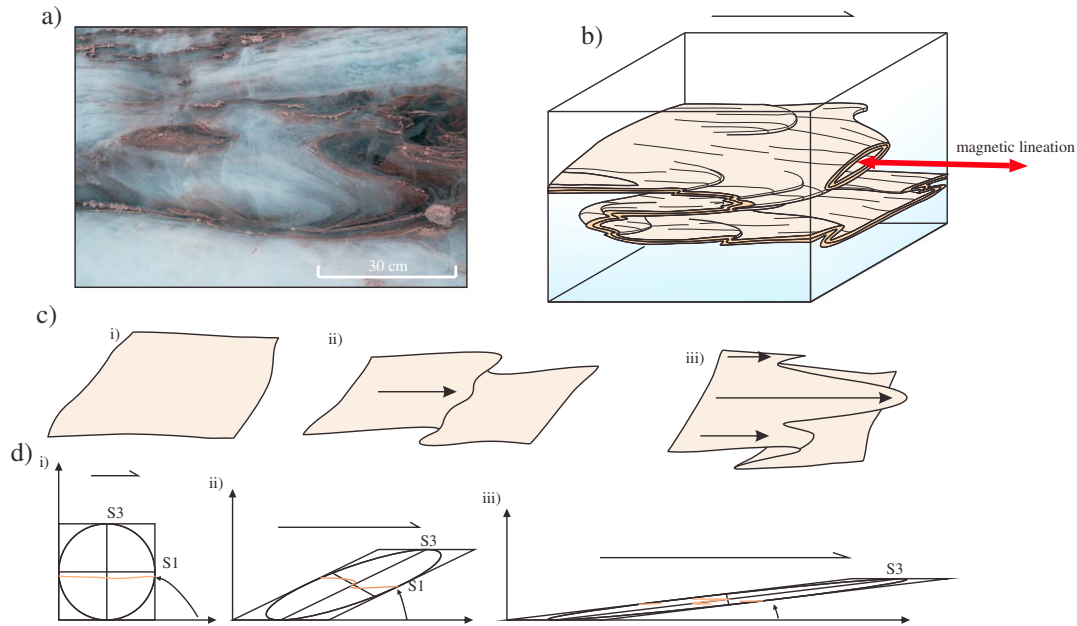 a)
30 cm
b)
magnetic lineation
c)
i)
ii)
iii)
d)
i)
S3
S1
ii)
S3
S1
iii)
S3